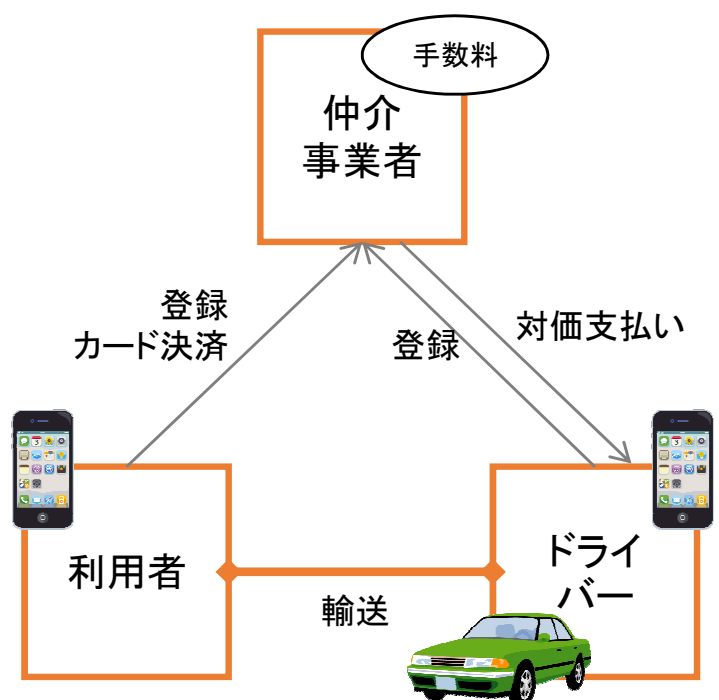 手数料
仲介
事業者
登録
カード決済
登録
対価支払い
利用者
輸送
ドライ
バー